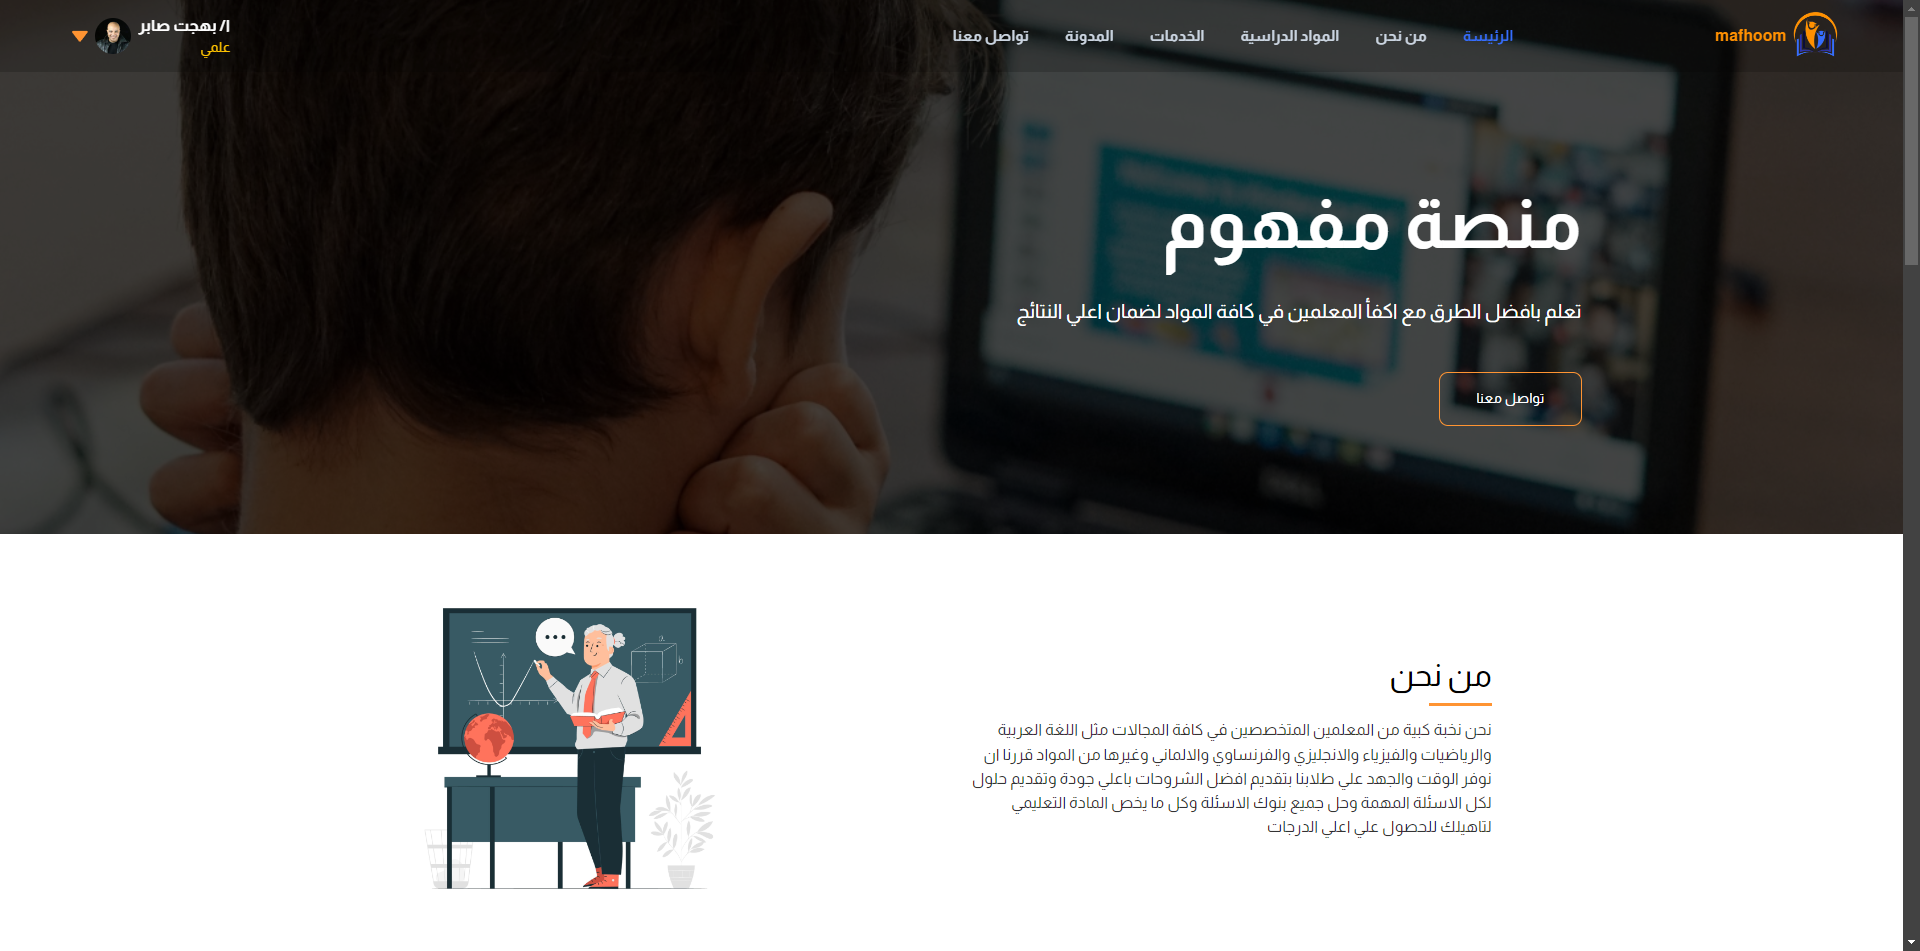 mafhoom
الرئيسة
من نحن
المواد الدراسية
الخدمات
المدونة
تواصل معنا
ا/ بهجت صابر
علمي
منصة مفهوم
تعلم بافضل الطرق مع اكفأ المعلمين في كافة المواد لضمان اعلي النتائج
تواصل معنا
من نحن
نحن نخبة كبية من المعلمين المتخصصين في كافة المجالات مثل اللغة العربية
والرياضيات والفيزياء والانجليزي والفرنساوي والالماني وغيرها من المواد قررنا ان
نوفر الوقت والجهد علي طلابنا بتقديم افضل الشروحات باعلي جودة وتقديم حلول
لكل الاسئلة المهمة وحل جميع بنوك الاسئلة وكل ما يخص المادة التعليمي
لتاهيلك للحصول علي اعلي الدرجات